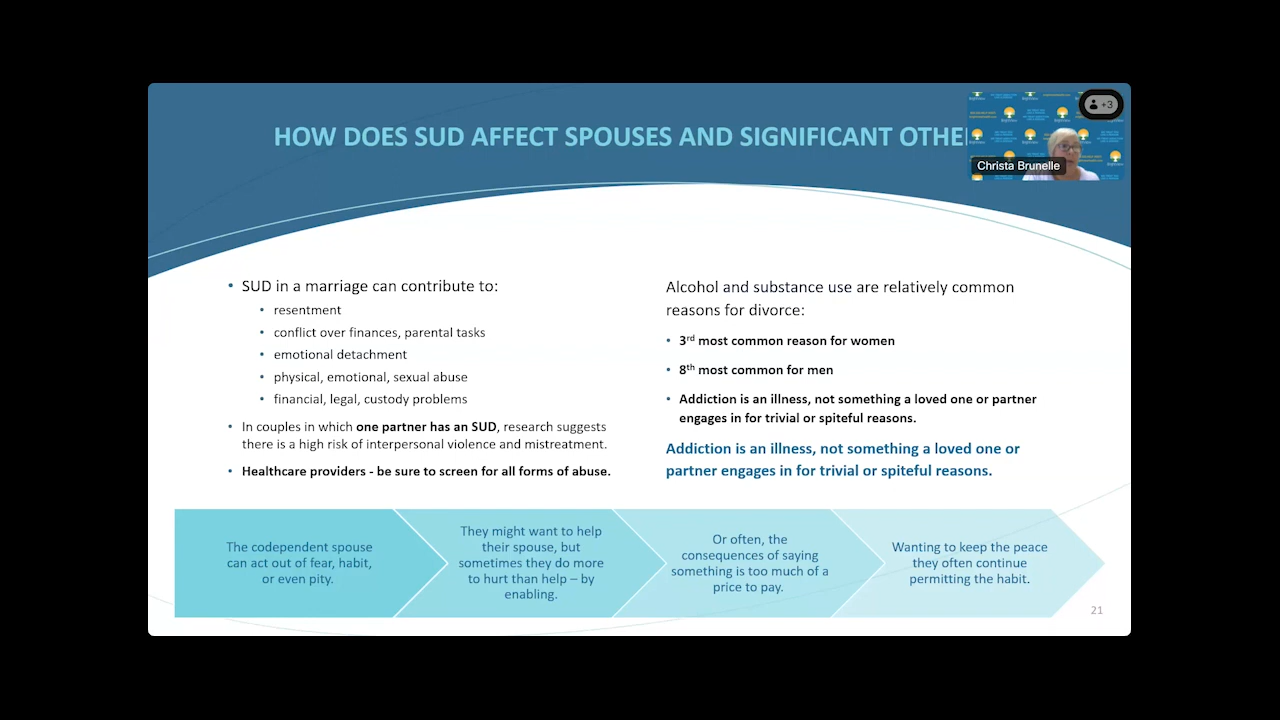 HOW DOES SUD AFFECT SPOUSES AND SIGNIFICANT OTHE
+3
Christa Brunelle
• SUD in a marriage can contribute to:
• resentment
• conflict over finances, parental tasks
• emotional detachment
• physical, emotional, sexual abuse
• financial, legal, custody problems
• In couples in which one partner has an SUD, research suggests
there is a high risk of interpersonal violence and mistreatment.
• Healthcare providers - be sure to screen for all forms of abuse.
Alcohol and substance use are relatively common
reasons for divorce:
• 3rd most common reason for women
• 8th most common for men
• Addiction is an illness, not something a loved one or partner
engages in for trivial or spiteful reasons.
Addiction is an illness, not something a loved one or
partner engages in for trivial or spiteful reasons.
The codependent spouse
can act out of fear, habit,
or even pity.
They might want to help
their spouse, but
sometimes they do more
to hurt than help – by
enabling.
Or often, the
consequences of saying
something is too much of a
price to pay.
Wanting to keep the peace
they often continue
permitting the habit.
21